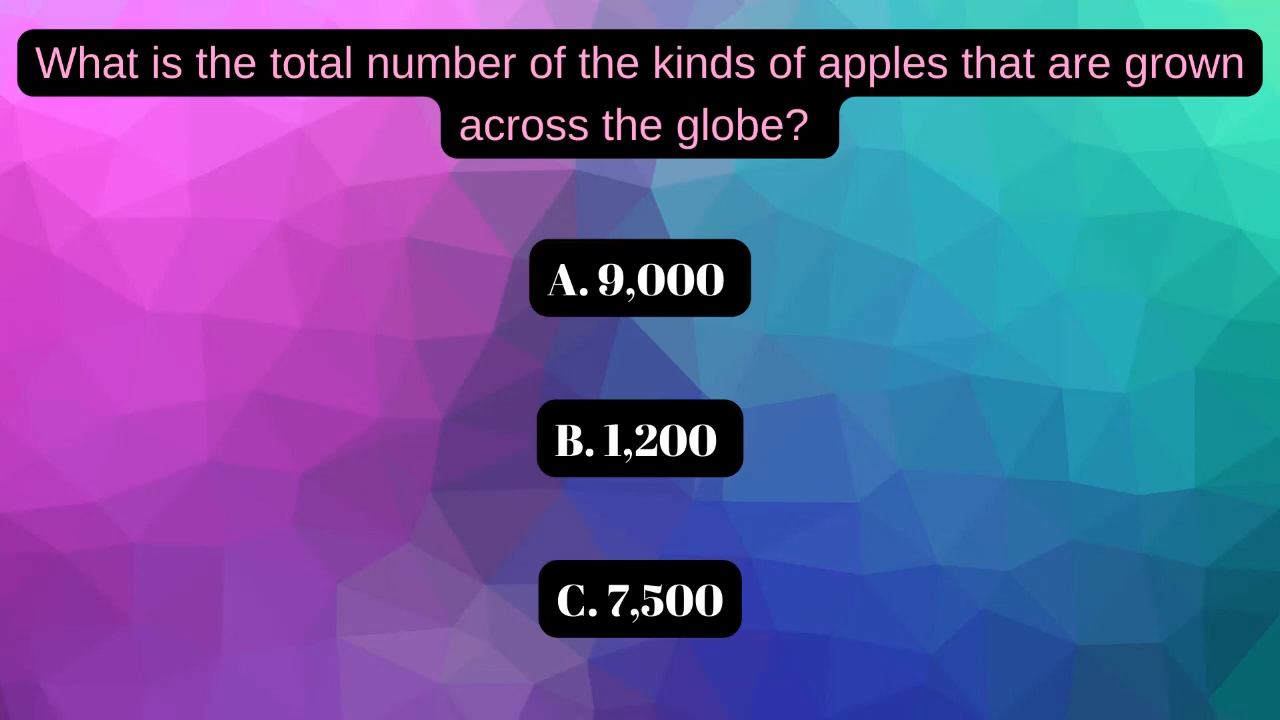 What is the total number of the kinds of apples that are grown
across the globe?
A. 9,000
B. 1,200
C. 7,500